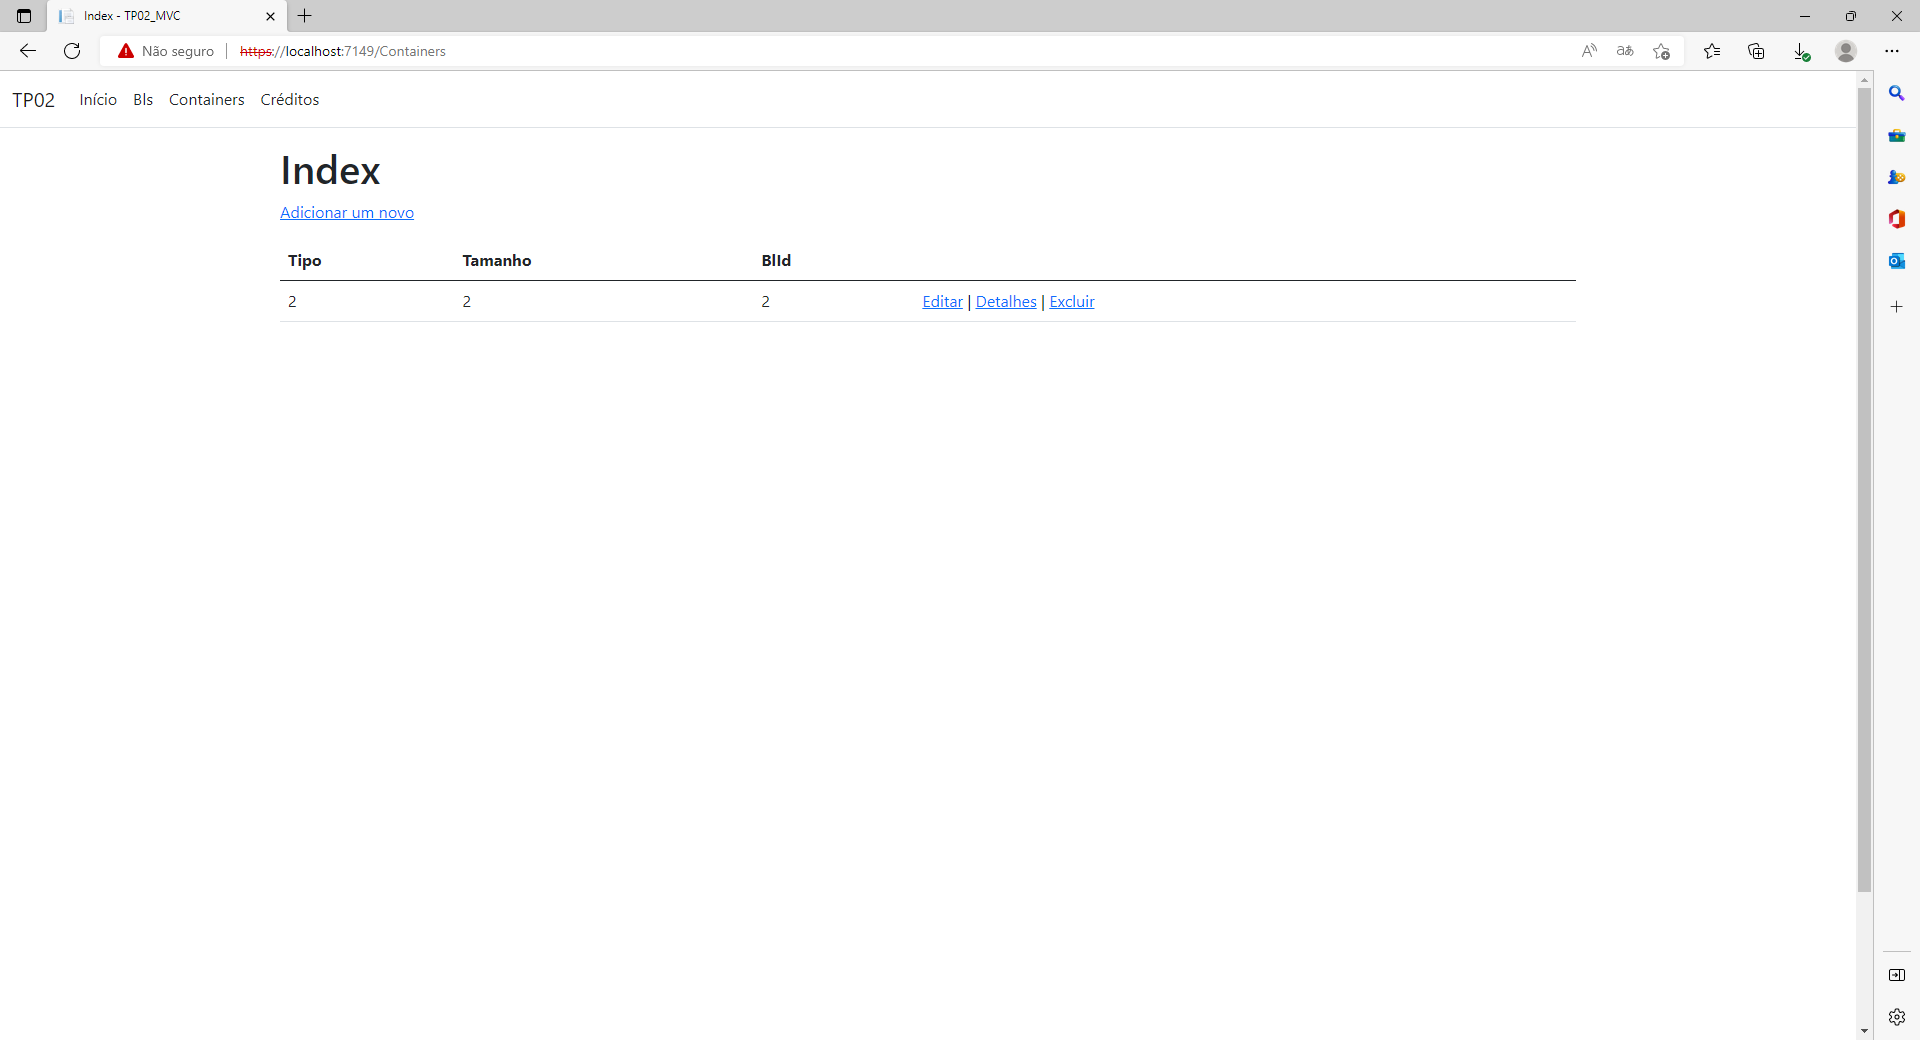 Index - TP02_MVC
Não seguro https://localhost:7149/Containers
TP02 Início Bls Containers Créditos
Index
Adicionar um novo
Tipo Tamanho BlId
2 2 2 Editar | Detalhes | Excluir